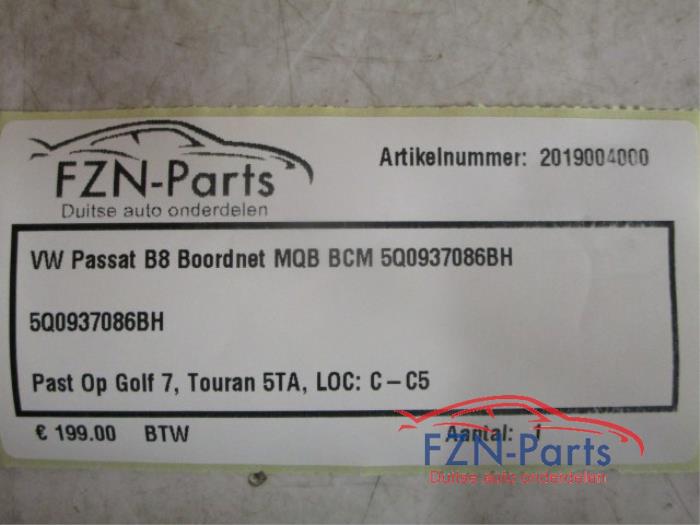 FZN-Parts
Duitse auto onderdelen
Artikelnummer: 2019004000
VW Passat B8 Boordnet MQB BCM 5Q0937086BH
5Q0937086BH
Past Op Golf 7, Touran 5TA, LOC: C-C5
€ 199.00 BTW
Aantal: 1
FZN-Parts
Duitse auto onderdelen